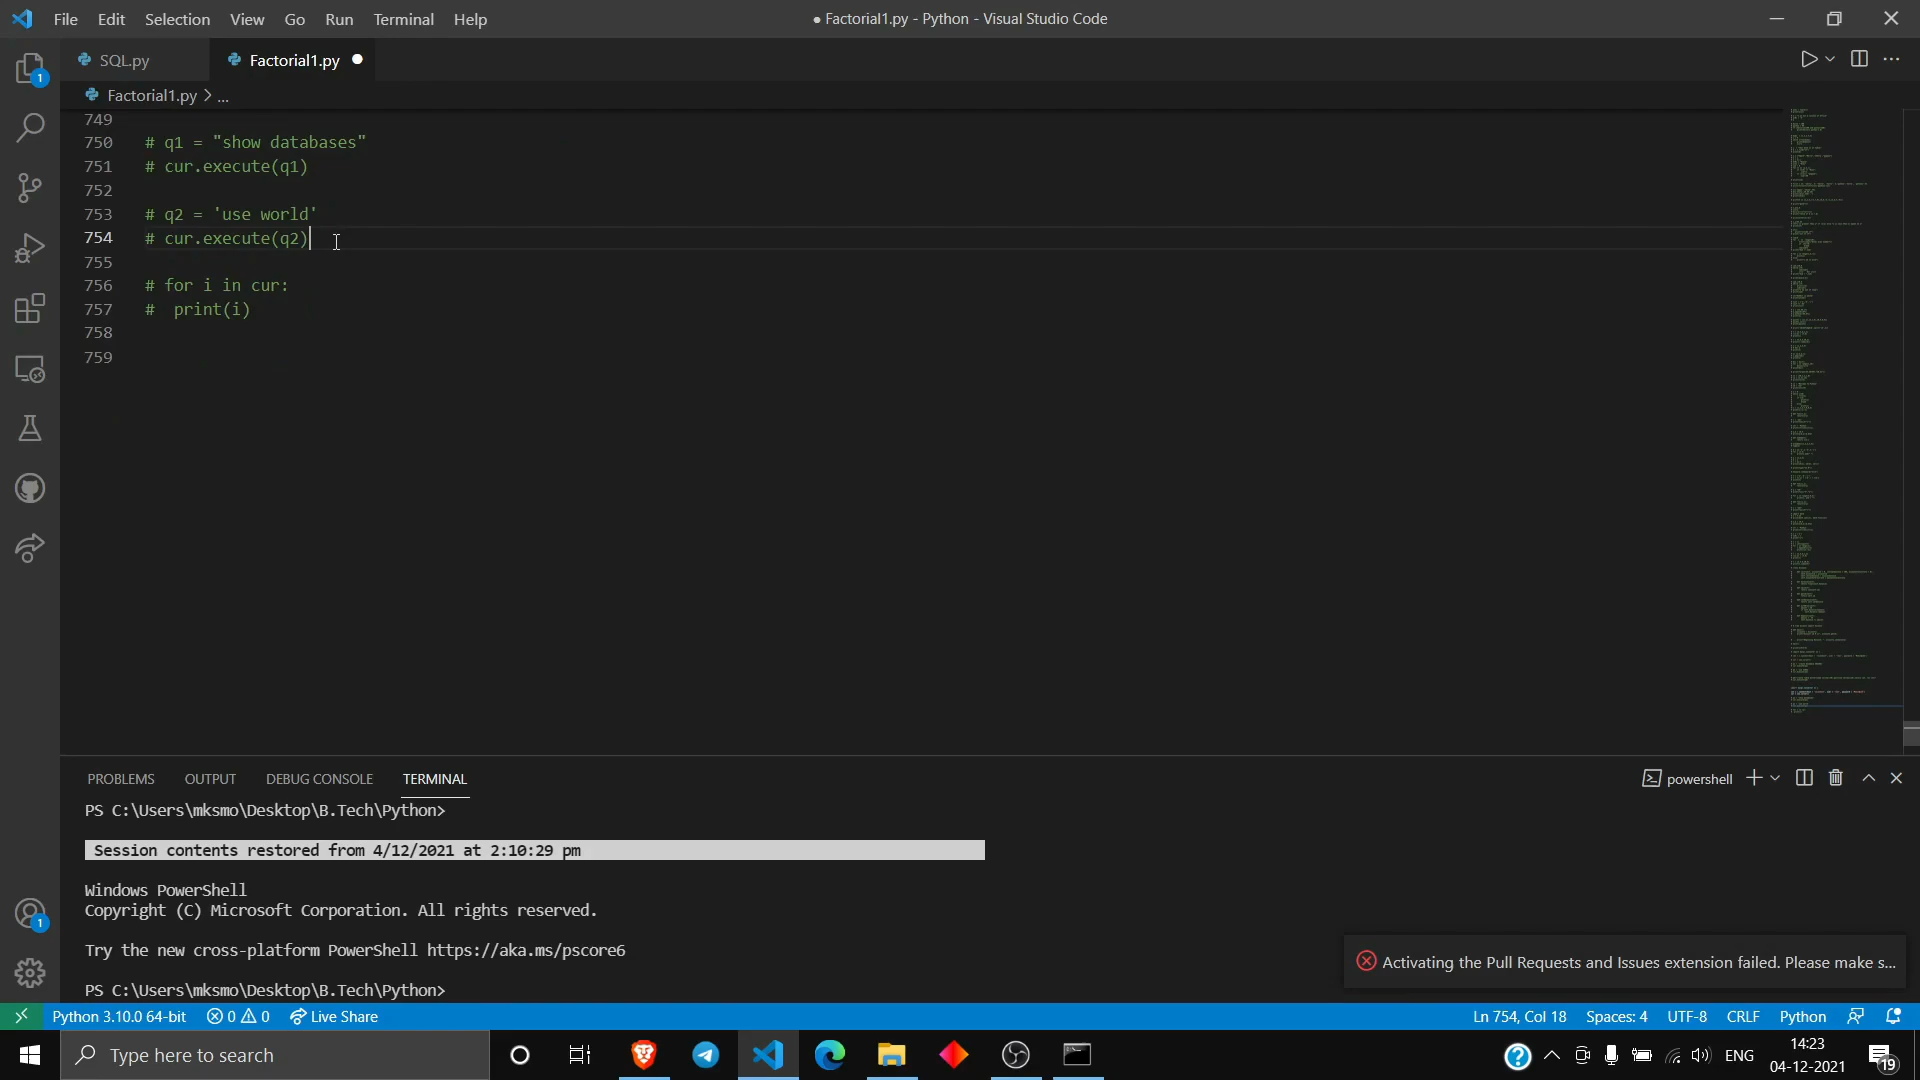 File Edit Selection View Go Run Terminal Help
● Factorial1.py - Python - Visual Studio Code
SQL.py
Factorial1.py
Factorial1.py > ...
749
750 # q1 = "show databases"
751 # cur.execute(q1)
752
753 # q2 = 'use world'
754 # cur.execute(q2)
755
756 # for i in cur:
757 #  print(i)
758
759
PROBLEMS OUTPUT DEBUG CONSOLE TERMINAL
powershell
PS C:\Users\mksmo\Desktop\B.Tech\Python>
Session contents restored from 4/12/2021 at 2:10:29 pm
Windows PowerShell
Copyright (C) Microsoft Corporation. All rights reserved.
Try the new cross-platform PowerShell https://aka.ms/pscore6
Activating the Pull Requests and Issues extension failed. Please make s...
PS C:\Users\mksmo\Desktop\B.Tech\Python>
Python 3.10.0 64-bit 0 0 Live Share
Ln 754, Col 18 Spaces: 4 UTF-8 CRLF Python
Type here to search
ENG
14:23
04-12-2021
19
1
1